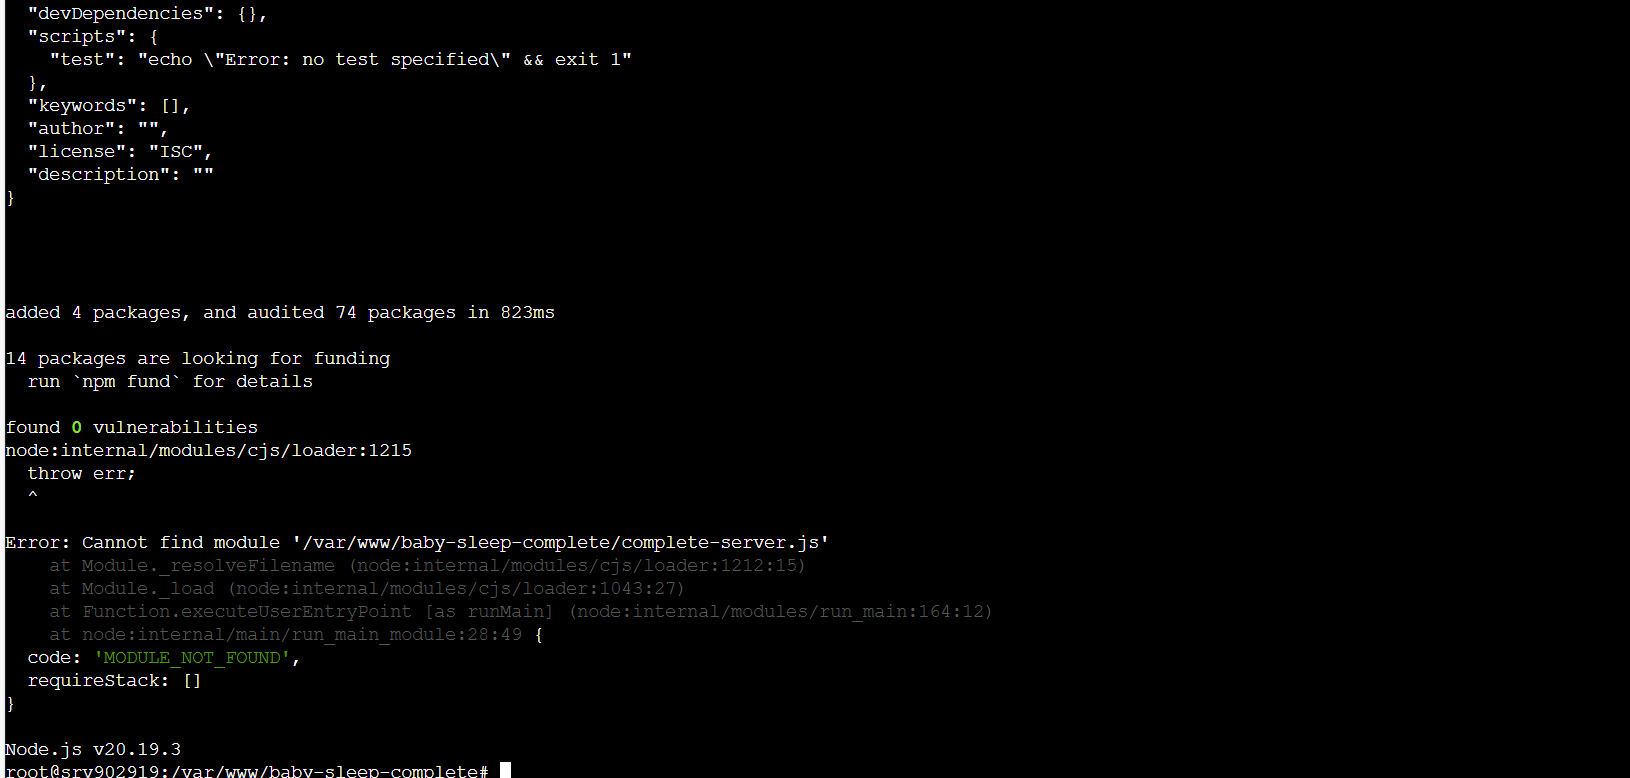 "devDependencies": {},
"scripts": {
"test": "echo \"Error: no test specified\" && exit 1"
},
"keywords": [],
"author": "",
"license": "ISC",
"description": ""
}
added 4 packages, and audited 74 packages in 823ms
14 packages are looking for funding
run `npm fund` for details
found 0 vulnerabilities
node:internal/modules/cjs/loader:1215
throw err;
^
Error: Cannot find module '/var/www/baby-sleep-complete/complete-server.js'
at Module._resolveFilename (node:internal/modules/cjs/loader:1212:15)
at Module._load (node:internal/modules/cjs/loader:1043:27)
at Function.executeUserEntryPoint [as runMain] (node:internal/modules/run_main:164:12)
at node:internal/main/run_main_module:28:49 {
code: 'MODULE_NOT_FOUND',
requireStack: []
}
Node.js v20.19.3
root@srv902919:/var/www/baby-sleep-complete#